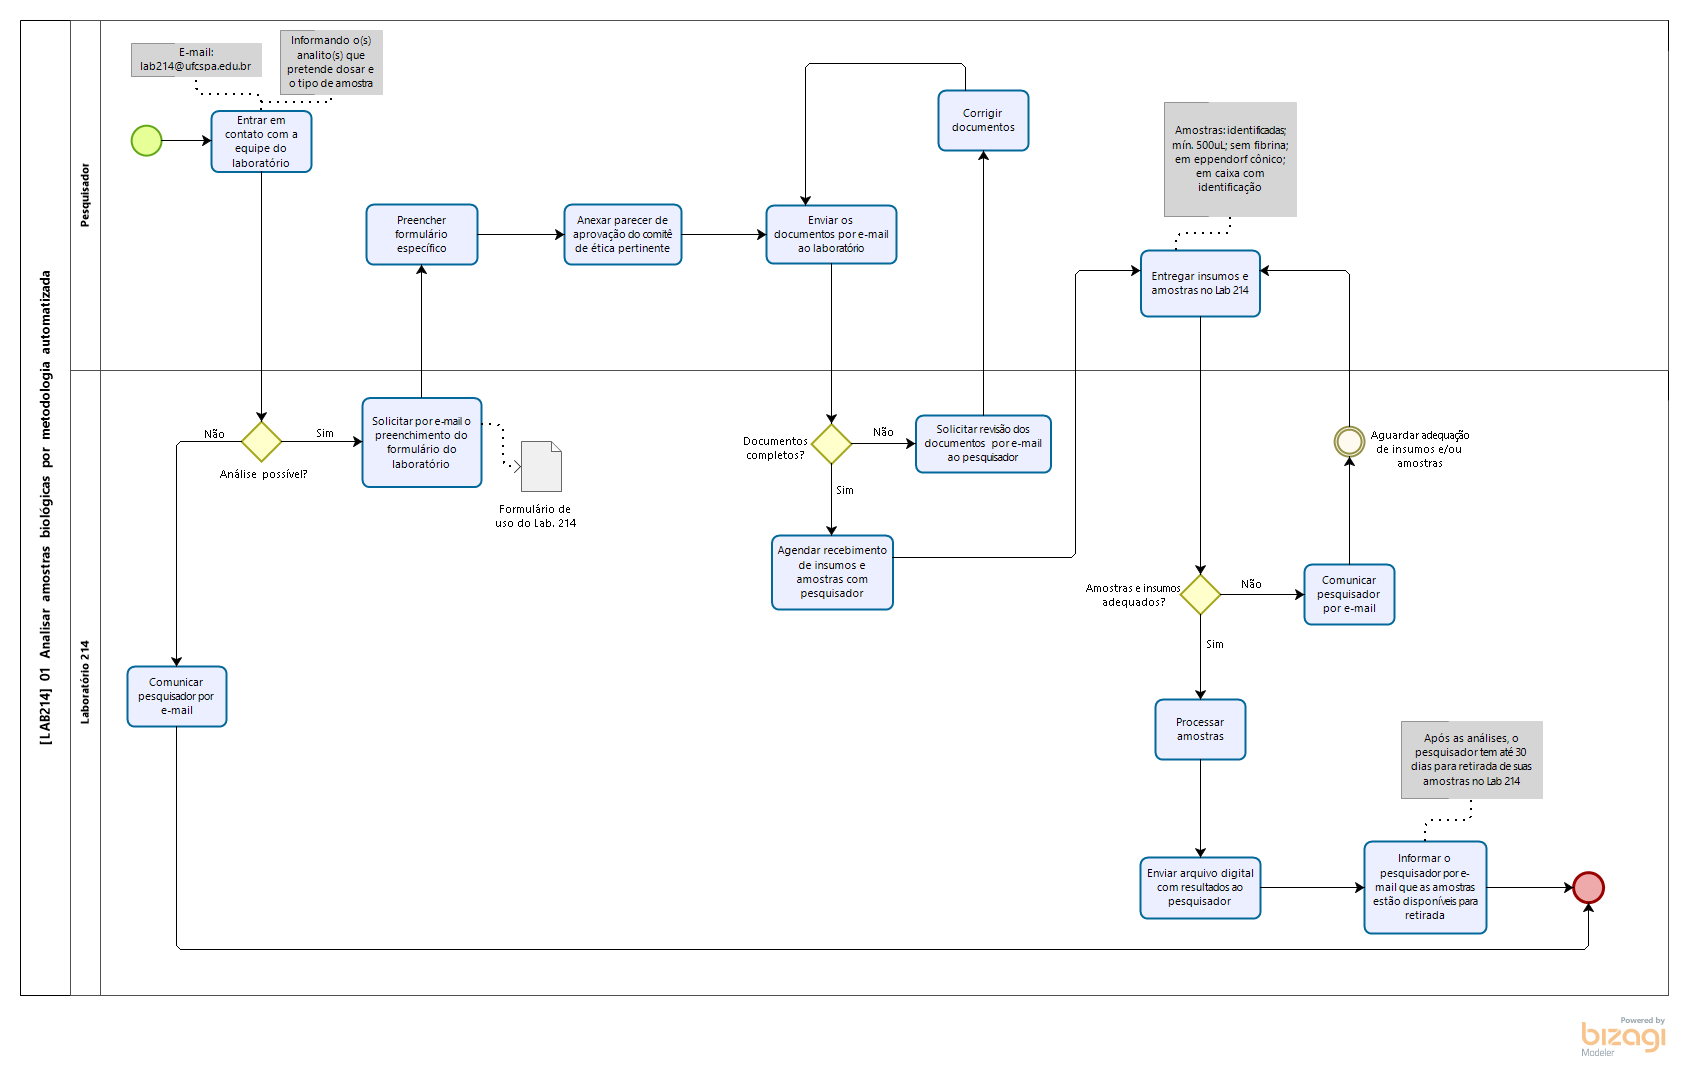 [LAB214] 01 Analisar amostras biológicas por metodologia automatizada
Pesquisador
E-mail:
lab214@ufcspa.edu.br
Informando o(s)
analito(s) que
pretende dosar e
o tipo de amostra
Entrar em
contato com a
equipe do
laboratório
Preencher
formulário
específico
Anexar parecer de
aprovação do comitê
de ética pertinente
Enviar os
documentos por e-mail
ao laboratório
Corrigir
documentos
Amostras: identificadas;
mín. 500uL; sem fibrina;
em eppendorf cônico;
em caixa com
identificação
Entregar insumos e
amostras no Lab 214
Laboratório 214
Não
Sim
Análise possível?
Solicitar por e-mail o
preenchimento do
formulário do
laboratório
Formulário de
uso do Lab. 214
Documentos
completos?
Não
Sim
Solicitar revisão dos
documentos por e-mail
ao pesquisador
Agendar recebimento
de insumos e
amostras com
pesquisador
Aguardar adequação
de insumos e/ou
amostras
Amostras e insumos
adequados?
Não
Sim
Comunicar
pesquisador
por e-mail
Comunicar
pesquisador por
e-mail
Processar
amostras
Após as análises, o
pesquisador tem até 30
dias para retirada de suas
amostras no Lab 214
Enviar arquivo digital
com resultados ao
pesquisador
Informar o
pesquisador por e-
mail que as amostras
estão disponíveis para
retirada
Powered by
bizagi
Modeler